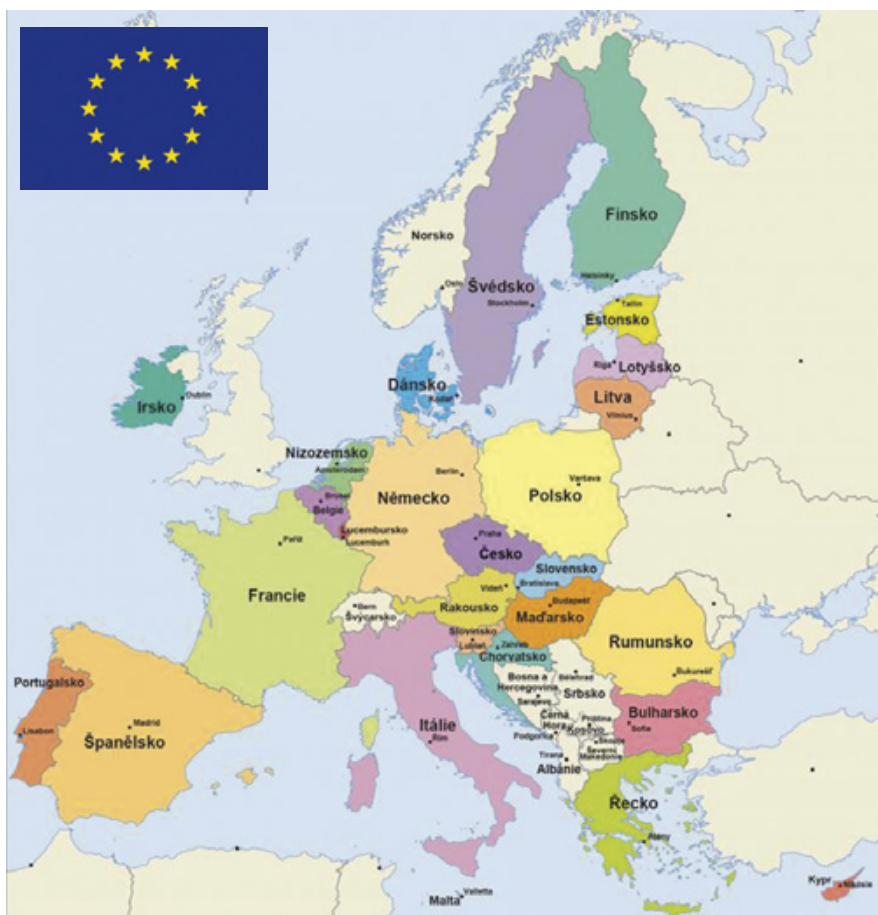 Finsko
Norsko
Helsinky
Oslo
Švédsko
Stockholm
Tallin
Estonsko
Riga
Lotyšsko
Dánsko
Kodaň
Litva
Vilnius
Dublin
Irsko
Nizozemsko
Amsterdam
Berlin
Varšava
Německo
Polsko
Brusel
Belgie
Lucembursko
Lucemburk
Praha
Česko
Paříž
Slovensko
Bratislava
Vídeň
Francie
Rakousko
Budapešť
Maďarsko
Bern
Švýcarsko
Slovinsko
Lublaň
Záhřeb
Chorvatsko
Rumunsko
Bukurešť
Bosna a
Hercegovina
Sarajevo
Bělehrad
Srbsko
Portugalsko
Lisabon
Madrid
Španělsko
Itálie
Řím
Černá
Hora
Podgorica
Priština
Kosovo
Bulharsko
Sofie
Skopje
Severní
Makedonie
Tirana
Albánie
Řecko
Atény
Malta
Valletta
Kypr
Nikósie